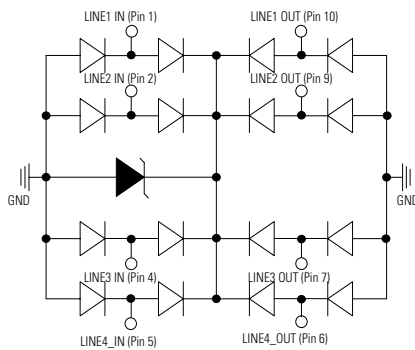 LINE1 IN (Pin 1) LINE1 OUT (Pin 10)
LINE2 IN (Pin 2) LINE2 OUT (Pin 9)
GND GND
LINE3 IN (Pin 4) LINE3 OUT (Pin 7)
LINE4_IN (Pin 5) LINE4_OUT (Pin 6)